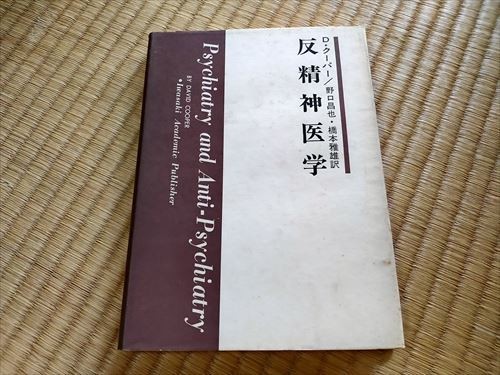 D・クーパー/野口昌也・橋本雅雄訳
反精神医学
Psychiatry and Anti-Psychiatry
BY DAVID COOPER
•Iwasaki Academic Publisher